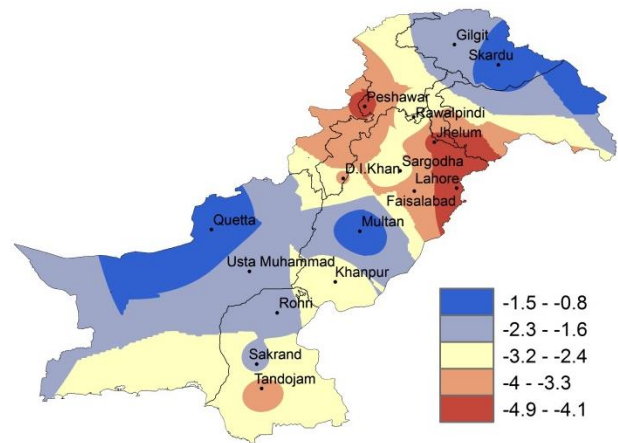 Gilgit
Skardu
Peshawar
Rawalpindi
Jhelum
D.I.Khan
Sargodha
Lahore
Faisalabad
Quetta
Multan
Usta Muhammad
Khanpur
Rohri
Sakrand
Tandojam
-1.5 - -0.8
-2.3 - -1.6
-3.2 - -2.4
-4 - -3.3
-4.9 - -4.1